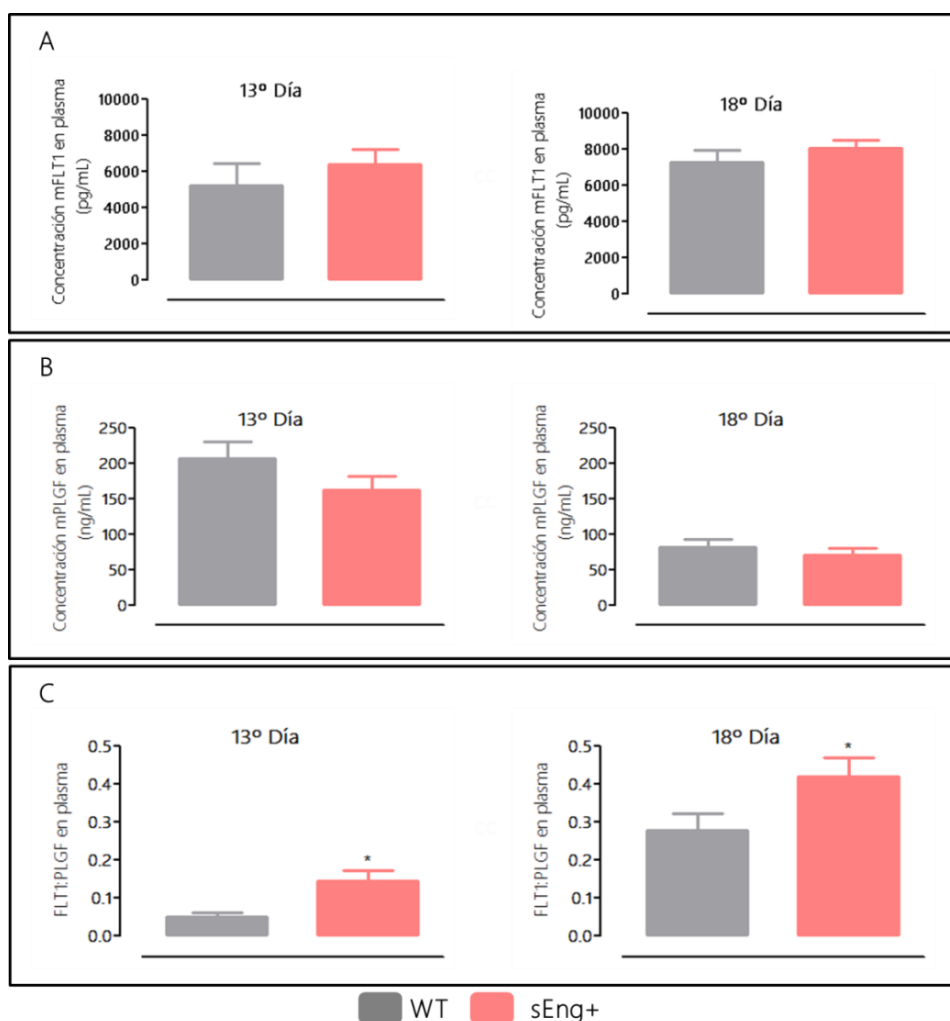 A
13º Día
Concentración mFLT1 en plasma
(pg/mL)
10000
8000
6000
4000
2000
0
18º Día
Concentración mFLT1 en plasma
(pg/mL)
10000
8000
6000
4000
2000
0
B
13º Día
Concentración mPLGF en plasma
(ng/mL)
250
200
150
100
50
0
18º Día
Concentración mPLGF en plasma
(ng/mL)
250
200
150
100
50
0
C
13º Día
FLT1:PLGF en plasma
0.5
0.4
0.3
0.2
0.1
0.0
*
18º Día
FLT1:PLGF en plasma
0.5
0.4
0.3
0.2
0.1
0.0
*
WT sEng+